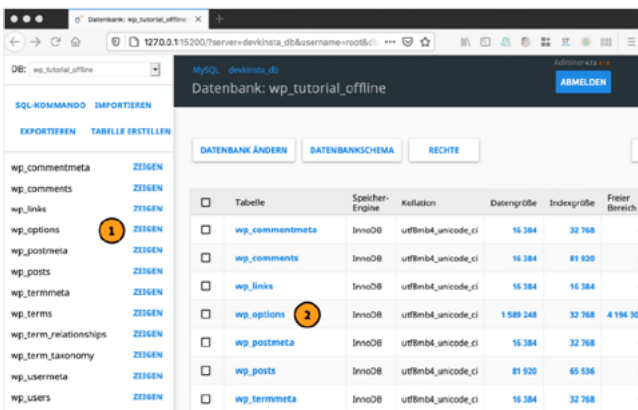 Datenbank: wp_tutorial_offline
127.0.0.1:15200/?server=devkinsta_db&username=root&d
DB: wp_tutorial_offline
SQL-KOMMANDO IMPORTIEREN
EXPORTIEREN TABELLE ERSTELLEN
wp_commentmeta ZEIGEN
wp_comments ZEIGEN
wp_links ZEIGEN
wp_options 1 ZEIGEN
wp_postmeta ZEIGEN
wp_posts ZEIGEN
wp_termmeta ZEIGEN
wp_terms ZEIGEN
wp_term_relationships ZEIGEN
wp_term_taxonomy ZEIGEN
wp_usermeta ZEIGEN
wp_users ZEIGEN
MySQL devkinsta_db
Adminer
Datenbank: wp_tutorial_offline
ABMELDEN
DATENBANK ÄNDERN DATENBANKSCHEMA RECHTE
Tabelle Speicher-Engine Kollation Datengröße Indexgröße Freier Bereich
wp_commentmeta InnoDB utf8mb4_unicode_ci 16 384 32 768
wp_comments InnoDB utf8mb4_unicode_ci 16 384 81 920
wp_links InnoDB utf8mb4_unicode_ci 16 384 16 384
wp_options 2 InnoDB utf8mb4_unicode_ci 1 589 248 32 768 4 194 30
wp_postmeta InnoDB utf8mb4_unicode_ci 16 384 32 768
wp_posts InnoDB utf8mb4_unicode_ci 81 920 65 536
wp_termmeta InnoDB utf8mb4_unicode_ci 16 384 32 768